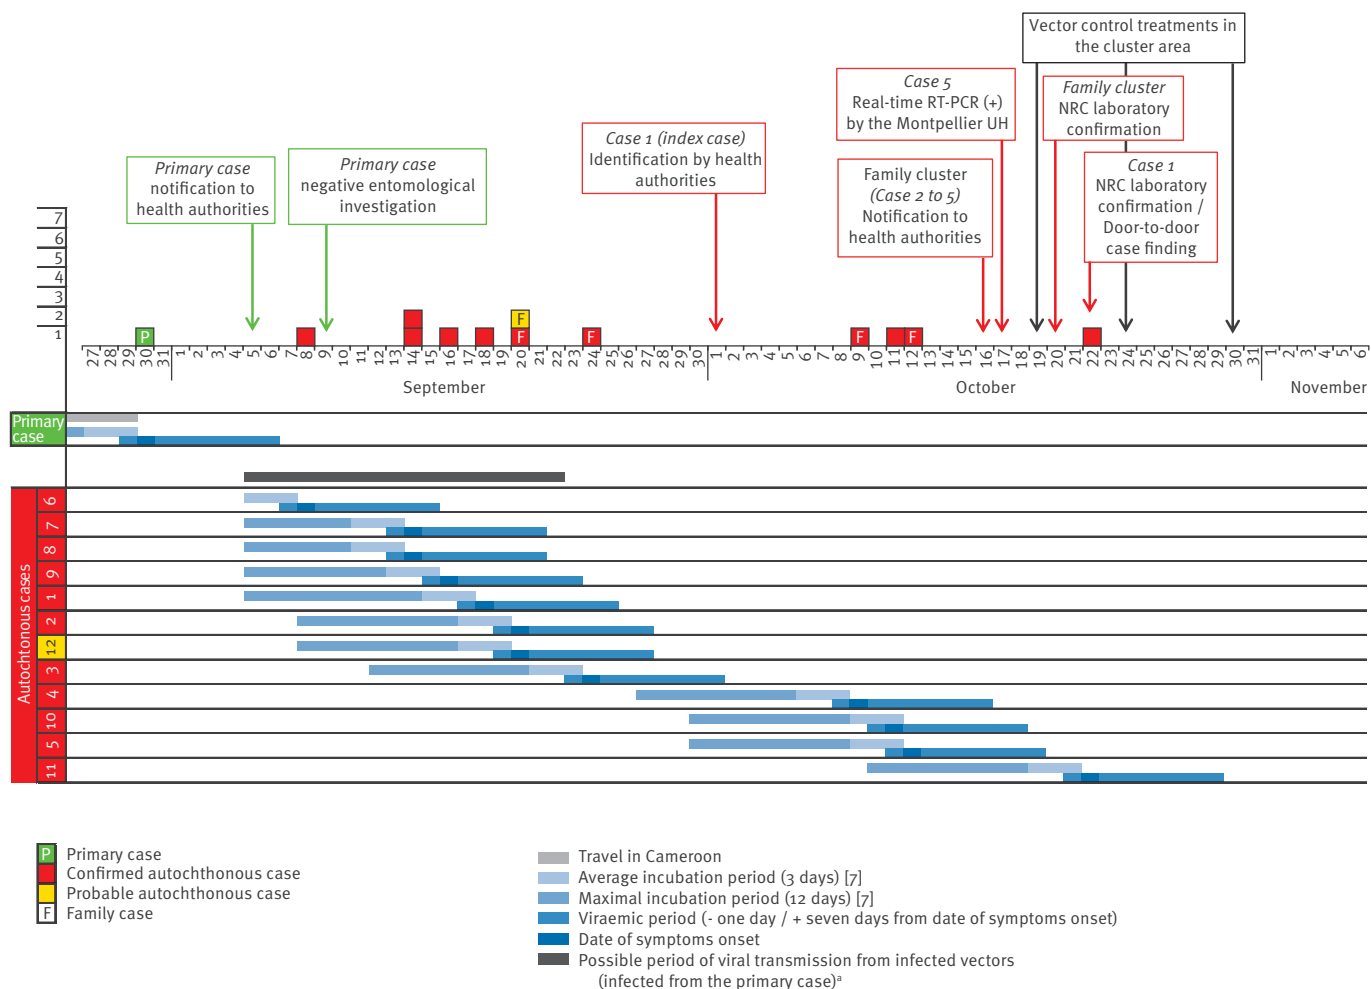 Vector control treatments in
the cluster area
Case 5
Real-time RT-PCR (+)
by the Montpellier UH
Family cluster
NRC laboratory
confirmation
Case 1 (index case)
Identification by health
authorities
Primary case
notification to
health authorities
Primary case
negative entomological
investigation
Family cluster
(Case 2 to 5)
Notification to
health authorities
Case 1
NRC laboratory
confirmation /
Door-to-door
case finding
7
6
5
4
3
2
1
P
F
F
F
F
F
27 28 29 30 31 1 2 3 4 5 6 7 8 9 10 11 12 13 14 15 16 17 18 19 20 21 22 23 24 25 26 27 28 29 30 1 2 3 4 5 6 7 8 9 10 11 12 13 14 15 16 17 18 19 20 21 22 23 24 25 26 27 28 29 30 31 1 2 3 4 5 6
September October November
Primary
case
Autochtonous cases
6
7
8
9
1
2
12
3
4
10
5
11
P Primary case
Confirmed autochthonous case
Probable autochthonous case
F Family case
Travel in Cameroon
Average incubation period (3 days) [7]
Maximal incubation period (12 days) [7]
Viraemic period (- one day / + seven days from date of symptoms onset)
Date of symptoms onset
Possible period of viral transmission from infected vectors
(infected from the primary case)ª